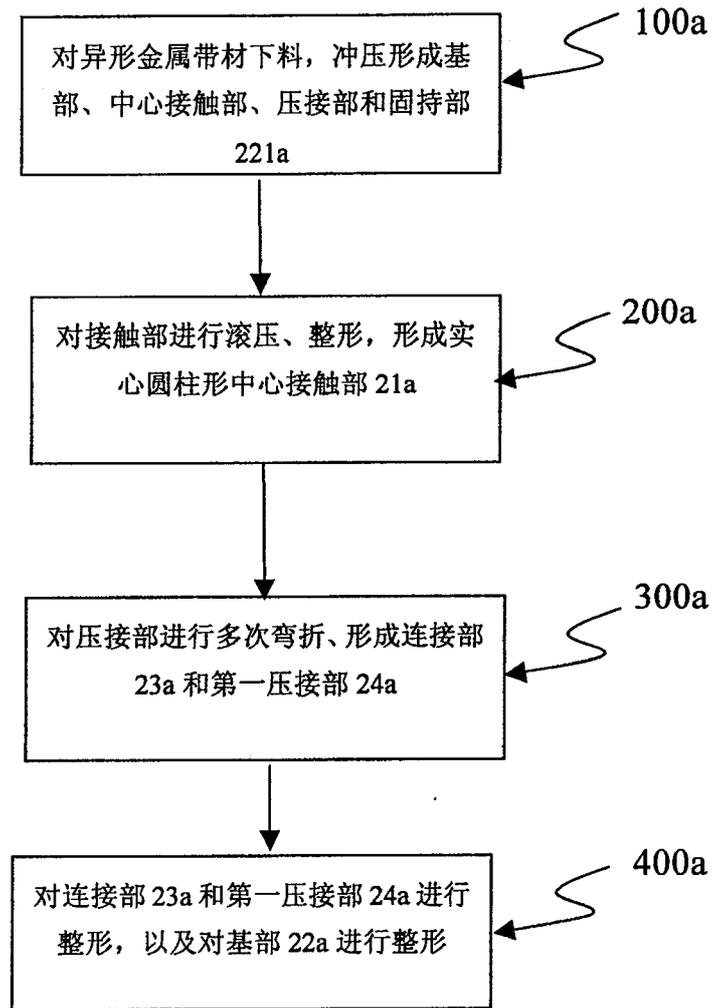 100a
对异形金属带材下料，冲压形成基
部、中心接触部、压接部和固持部
221a
200a
对接触部进行滚压、整形，形成实
心圆柱形中心接触部 21a
300a
对压接部进行多次弯折、形成连接部
23a 和第一压接部 24a
400a
对连接部 23a 和第一压接部 24a 进行
整形，以及对基部 22a 进行整形